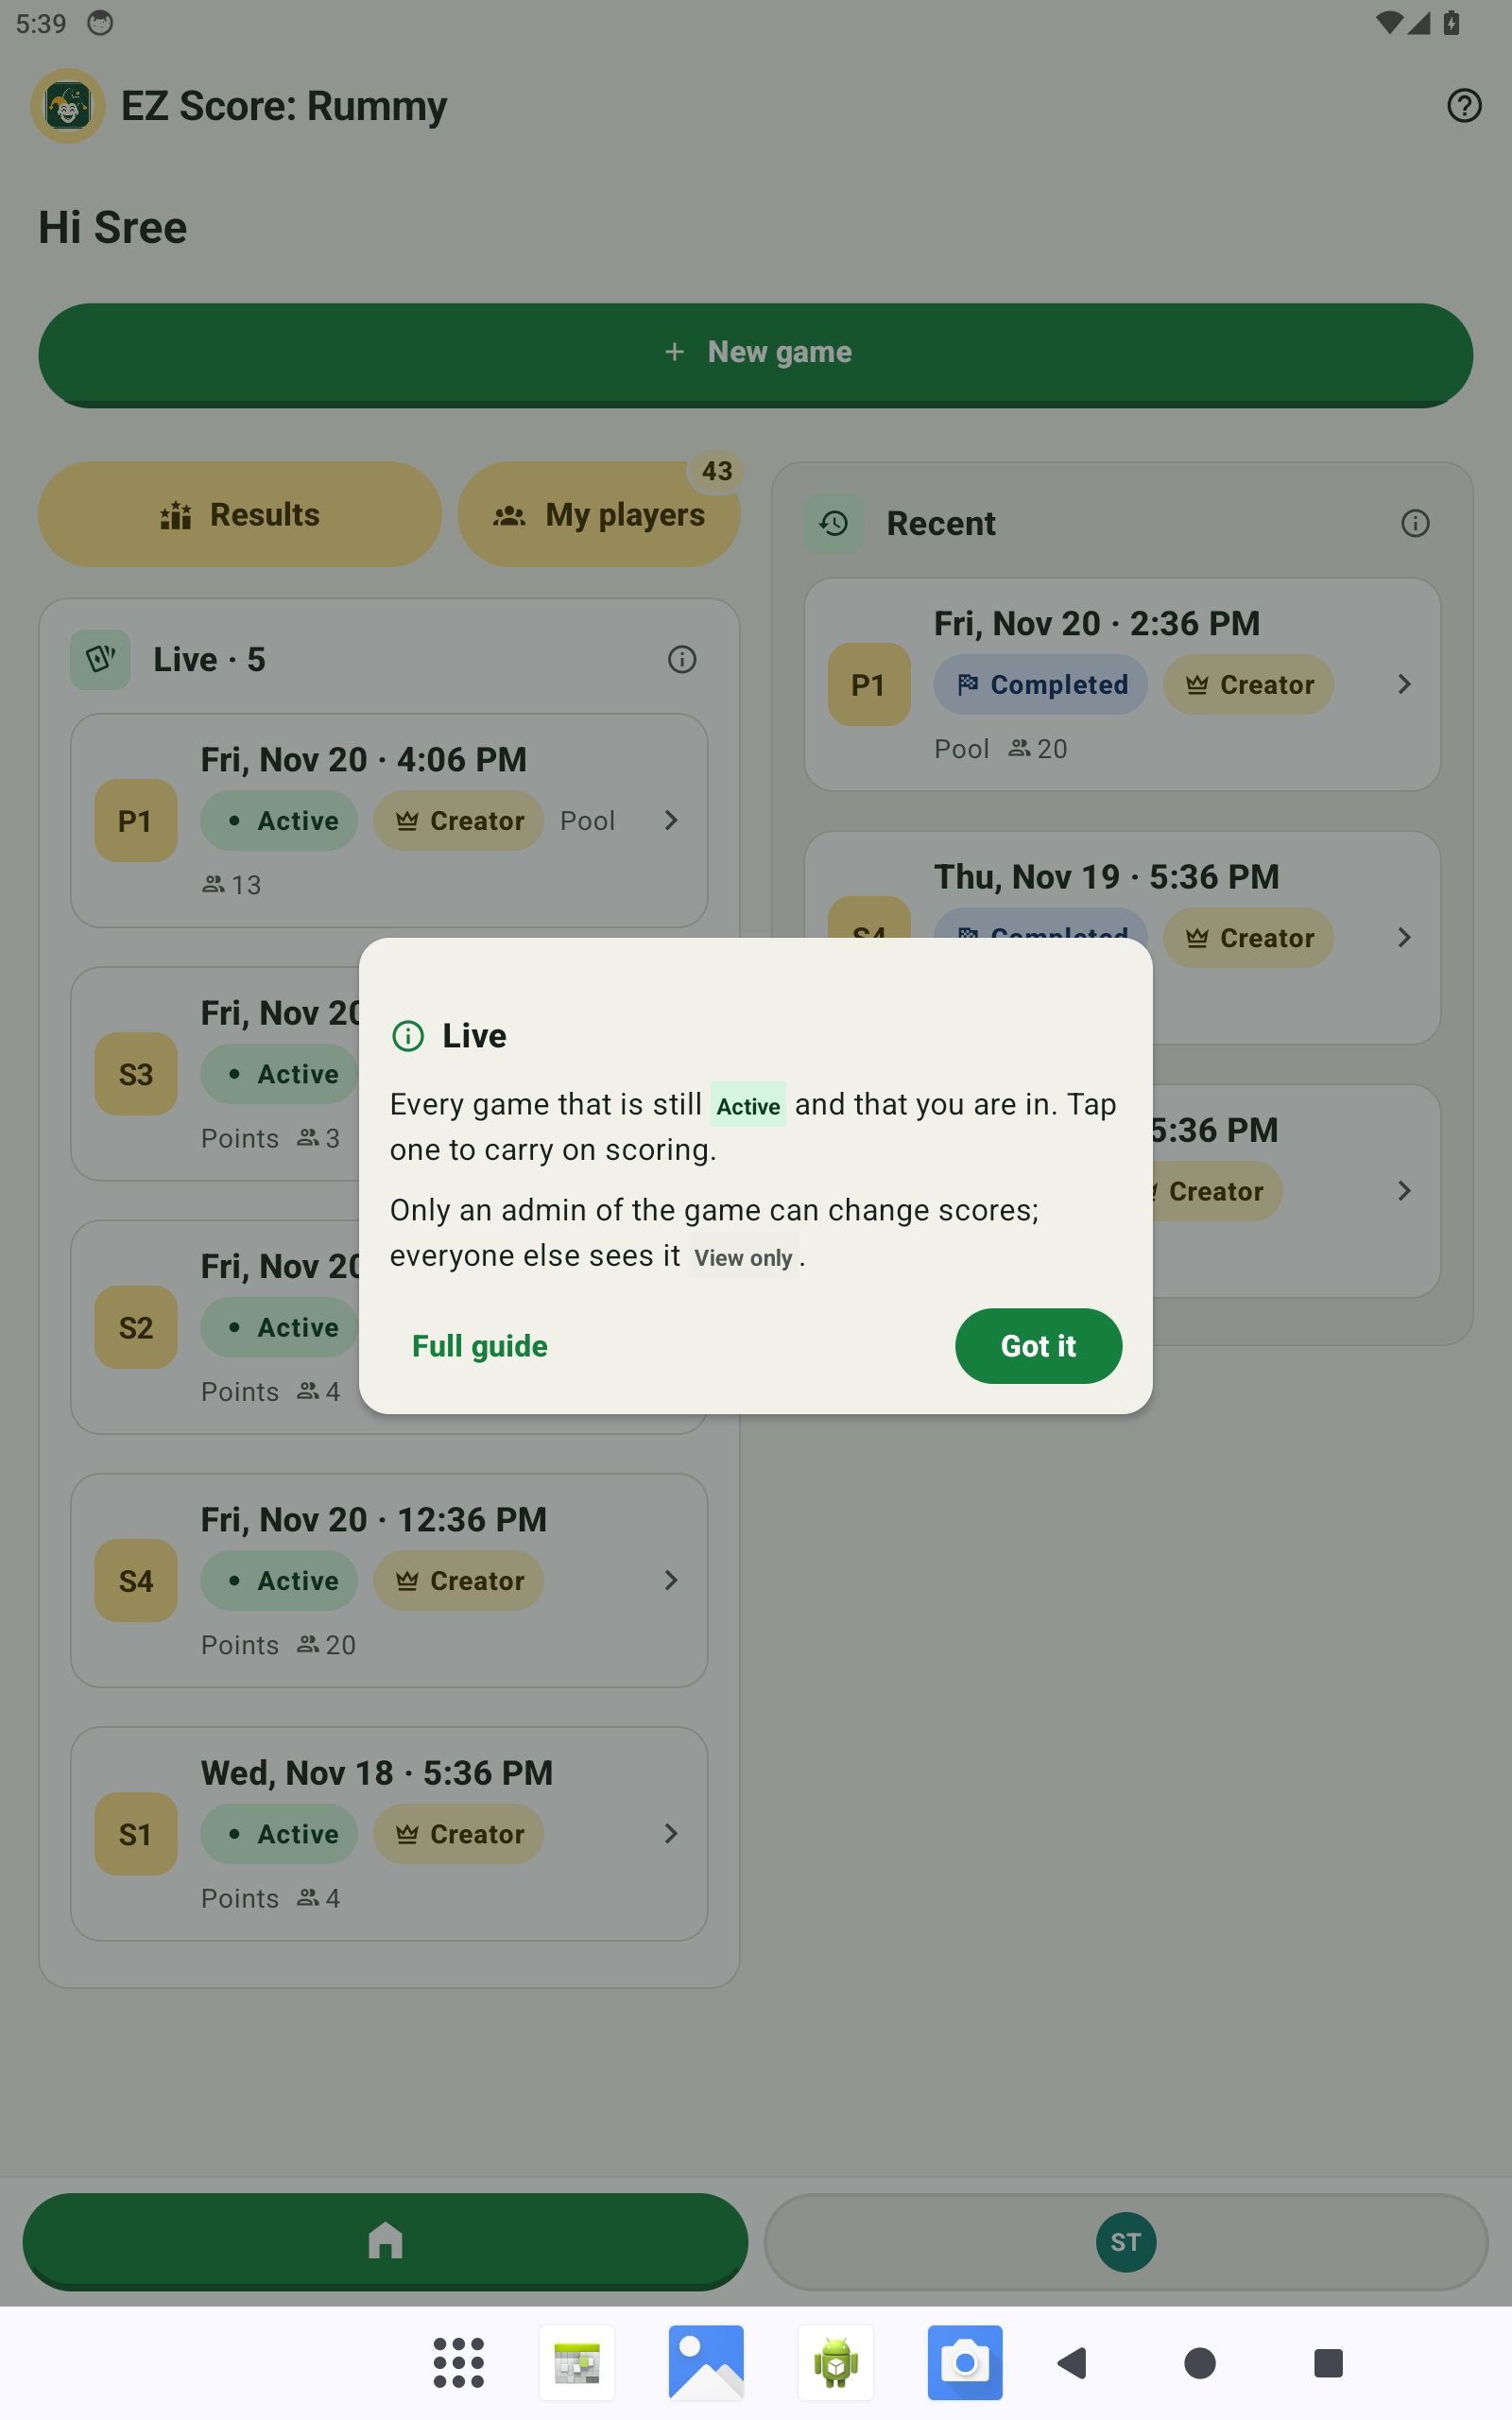 5:39
EZ Score: Rummy
Hi Sree
+ New game
Results
My players
43
Live · 5
Fri, Nov 20 · 4:06 PM
P1
Active
Creator
Pool
13
Fri, Nov 20
S3
Active
Points 3
Fri, Nov 20
S2
Active
Points 4
Fri, Nov 20 · 12:36 PM
S4
Active
Creator
Points 20
Wed, Nov 18 · 5:36 PM
S1
Active
Creator
Points 4
Recent
Fri, Nov 20 · 2:36 PM
P1
Completed
Creator
Pool 20
Thu, Nov 19 · 5:36 PM
S4
Completed
Creator
5:36 PM
Creator
Live
Every game that is still Active and that you are in. Tap
one to carry on scoring.
Only an admin of the game can change scores;
everyone else sees it View only .
Full guide
Got it
ST